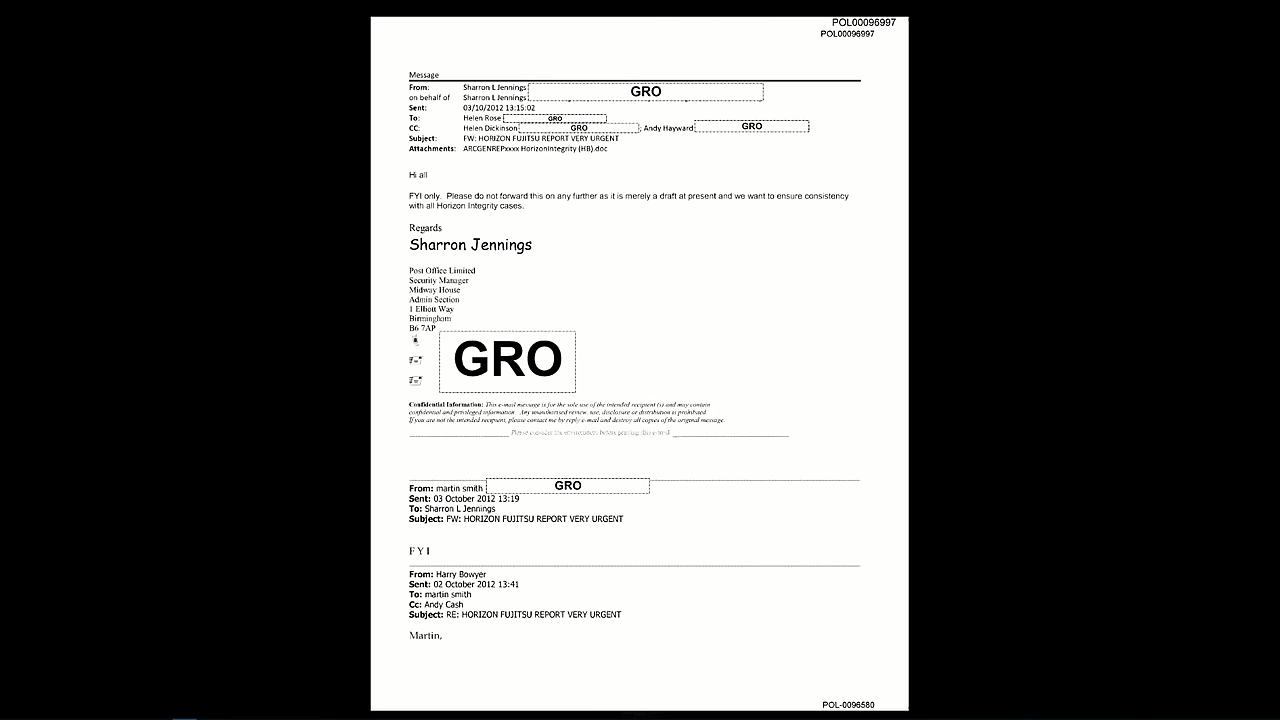 POL00096997
POL00096997
Message
From: Sharron L Jennings GRO
on behalf of Sharron L Jennings
Sent: 03/10/2012 13:15:02
To: Helen Rose GRO
CC: Helen Dickinson GRO ; Andy Hayward GRO
Subject: FW: HORIZON FUJITSU REPORT VERY URGENT
Attachments: ARCGENREPxxxx HorizonIntegrity (HB).doc
Hi all
FYI only. Please do not forward this on any further as it is merely a draft at present and we want to ensure consistency
with all Horizon Integrity cases.
Regards
Sharron Jennings
Post Office Limited
Security Manager
Midway House
Admin Section
1 Elliott Way
Birmingham
B6 7AP
GRO
Confidential Information: This e-mail message is for the sole use of the intended recipient (s) and may contain
confidential and privileged information. Any unauthorised review, use, disclosure or distribution is prohibited
If you are not the intended recipient, please contact me by reply e-mail and destroy all copies of the original message.
Please consider the environment before printing this e-mail
From: martin smith GRO
Sent: 03 October 2012 13:19
To: Sharron L Jennings
Subject: FW: HORIZON FUJITSU REPORT VERY URGENT
F Y I
From: Harry Bowyer
Sent: 02 October 2012 13:41
To: martin smith
Cc: Andy Cash
Subject: RE: HORIZON FUJITSU REPORT VERY URGENT
Martin,
POL-0096580